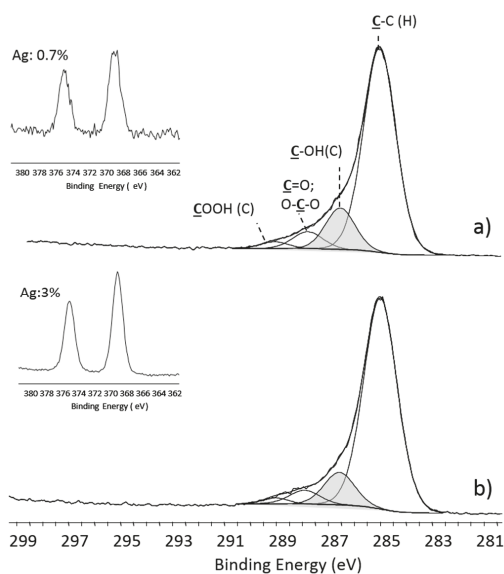 C-C (H)
Ag: 0.7%
C-OH(C)
C=O;
O-C-O
COOH (C)
380 378 376 374 372 370 368 366 364 362
Binding Energy ( eV)
a)
Ag:3%
380 378 376 374 372 370 368 366 364 362
Binding Energy ( eV)
b)
299 297 295 293 291 289 287 285 283 281
Binding Energy (eV)